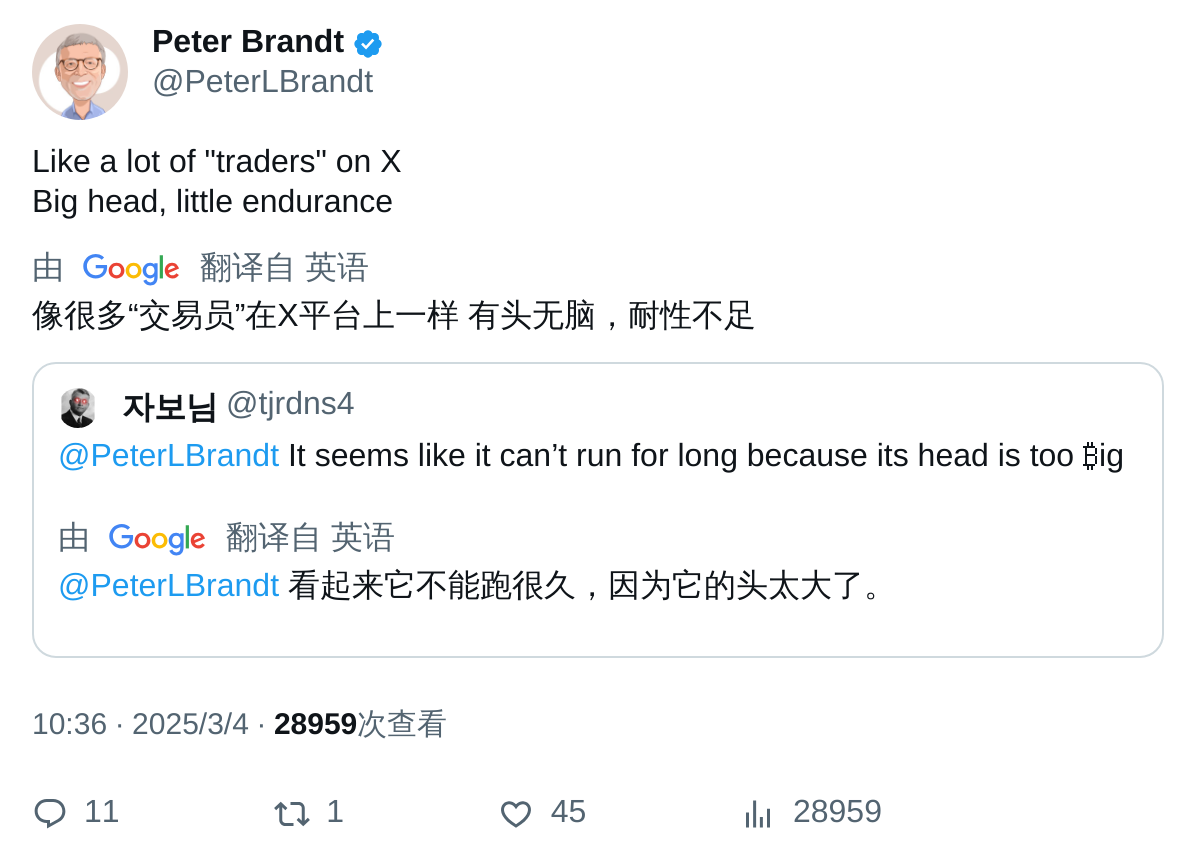 Peter Brandt
@PeterLBrandt
Like a lot of "traders" on X
Big head, little endurance
由 Google 翻译自 英语
像很多“交易员”在X平台上一样 有头无脑，耐性不足
자보님 @tjrdns4
@PeterLBrandt It seems like it can’t run for long because its head is too ₿ig
由 Google 翻译自 英语
@PeterLBrandt 看起来它不能跑很久，因为它的头太大了。
10:36 · 2025/3/4 · 28959次查看
11 1 45 28959